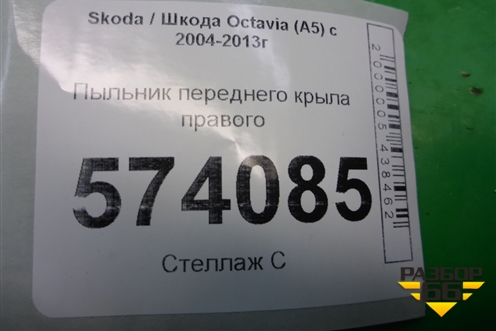 Skoda / Шкода Octavia (A5) с
2004-2013г
Пыльник переднего крыла
правого
574085
Стеллаж С
2000005438462
РАЗБОР
66